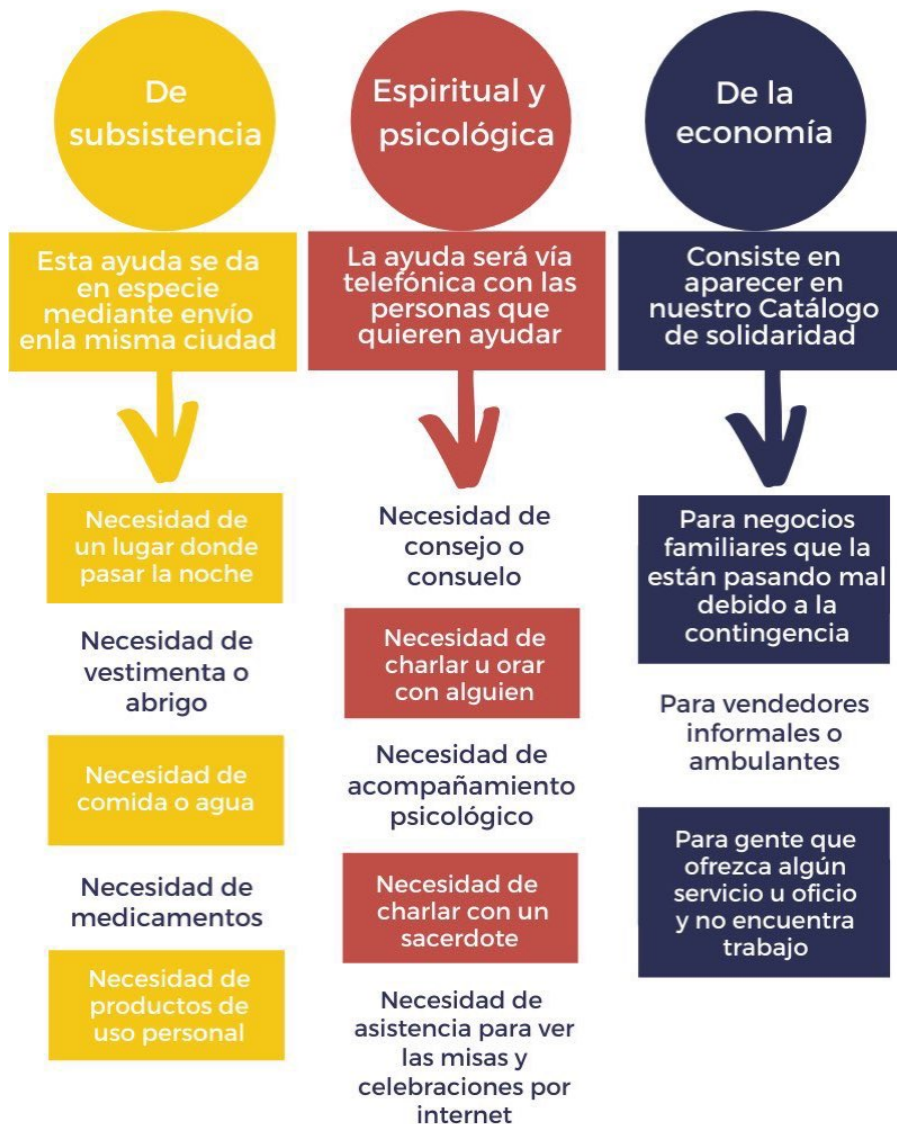 De
subsistencia
Esta ayuda se da
en especie
mediante envío
enla misma ciudad
Necesidad de
un lugar donde
pasar la noche
Necesidad de
vestimenta o
abrigo
Necesidad de
comida o agua
Necesidad de
medicamentos
Necesidad de
productos de
uso personal
Espiritual y
psicológica
La ayuda será vía
telefónica con las
personas que
quieren ayudar
Necesidad de
consejo o
consuelo
Necesidad de
charlar u orar
con alguien
Necesidad de
acompañamiento
psicológico
Necesidad de
charlar con un
sacerdote
Necesidad de
asistencia para ver
las misas y
celebraciones por
internet
De la
economía
Consiste en
aparecer en
nuestro Catálogo
de solidaridad
Para negocios
familiares que la
están pasando mal
debido a la
contingencia
Para vendedores
informales o
ambulantes
Para gente que
ofrezca algún
servicio u oficio
y no encuentra
trabajo